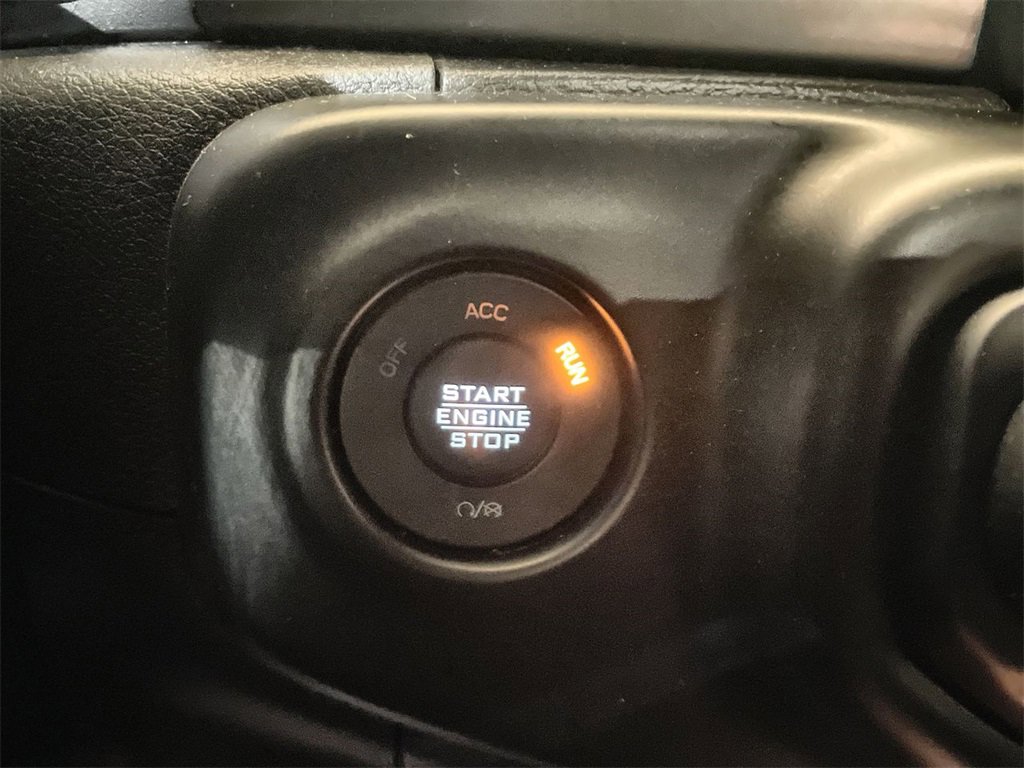 ACC
OFF
RUN
START
ENGINE
STOP